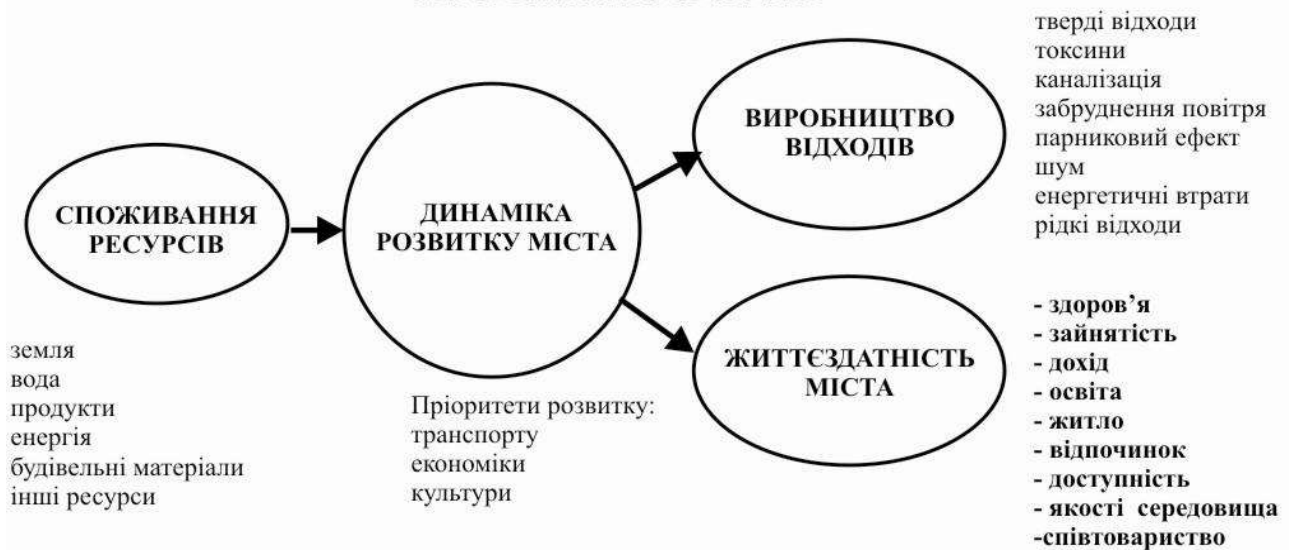 СПОЖИВАННЯ
РЕСУРСІВ
земля
вода
продукти
енергія
будівельні матеріали
інші ресурси
ДИНАМІКА
РОЗВИТКУ МІСТА
Пріоритети розвитку:
транспорту
економіки
культури
ВИРОБНИЦТВО
ВІДХОДІВ
тверді відходи
токсини
каналізація
забруднення повітря
парниковий ефект
шум
енергетичні втрати
рідкі відходи
ЖИТТЄЗДАТНІСТЬ
МІСТА
- здоров’я
- зайнятість
- дохід
- освіта
- житло
- відпочинок
- доступність
- якості середовища
-співтовариство